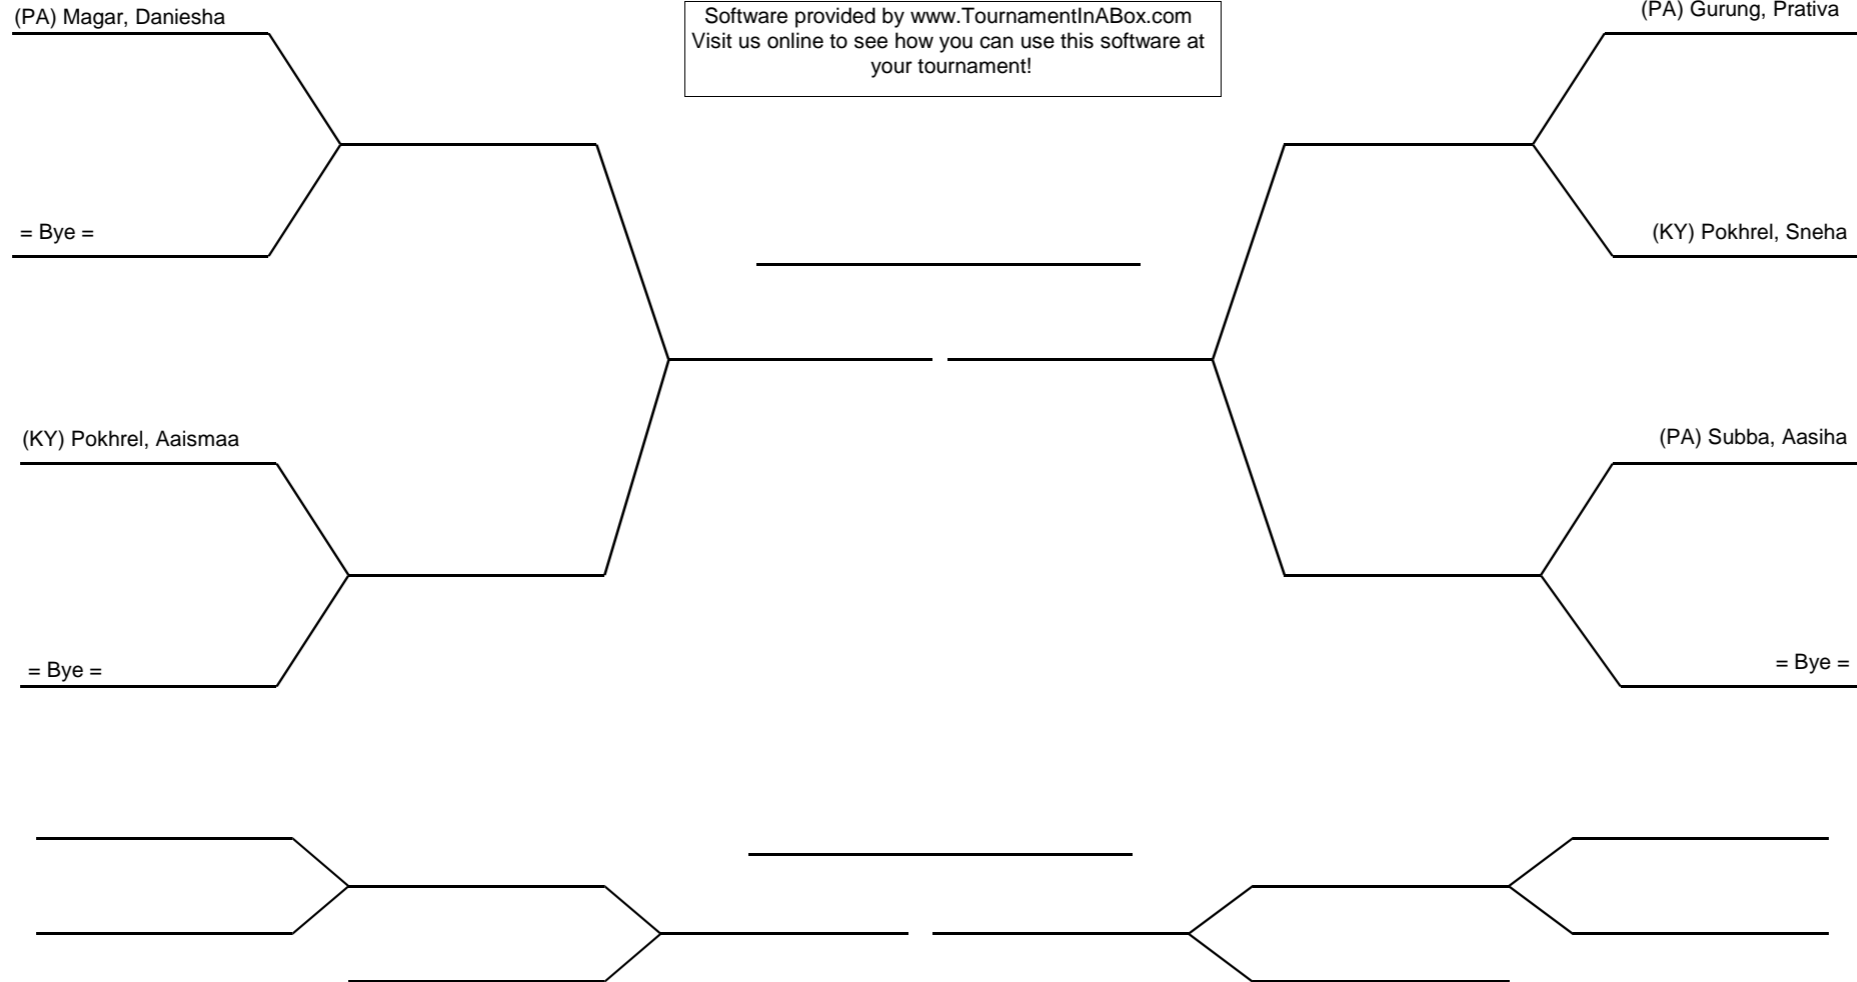 (PA) Magar, Daniesha
Software provided by www.TournamentInABox.com
Visit us online to see how you can use this software at
your tournament!
(PA) Gurung, Prativa
= Bye =
(KY) Pokhrel, Sneha
(KY) Pokhrel, Aaismaa
(PA) Subba, Aasiha
= Bye =
= Bye =